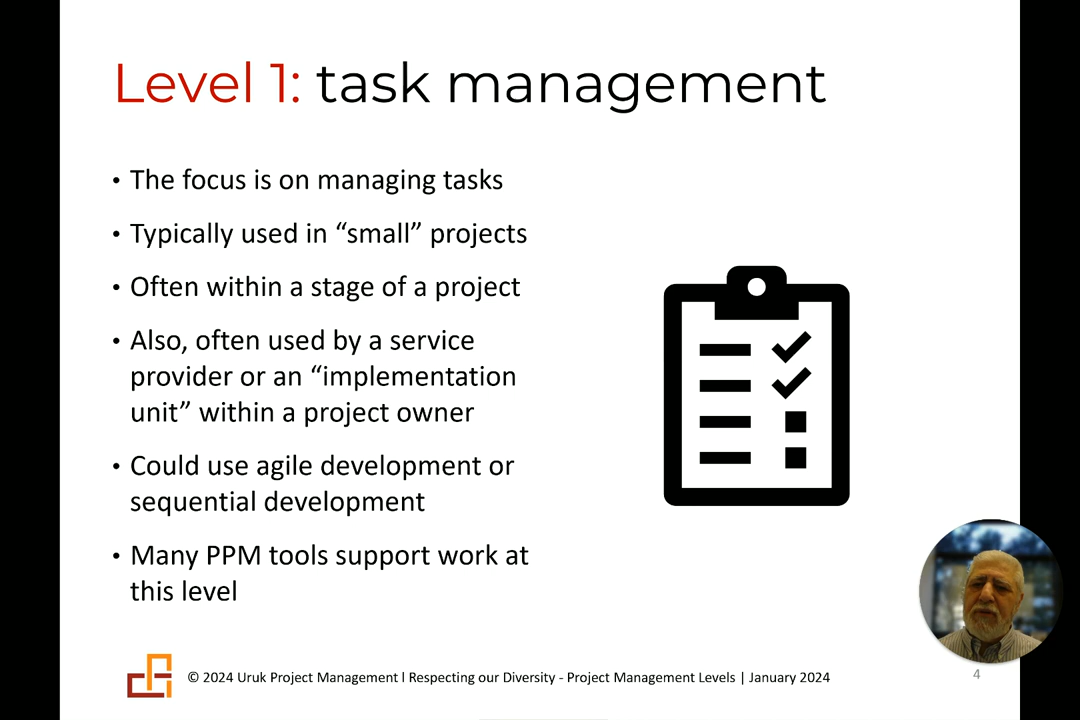 Level 1: task management
• The focus is on managing tasks
• Typically used in “small” projects
• Often within a stage of a project
• Also, often used by a service
provider or an “implementation
unit” within a project owner
• Could use agile development or
sequential development
• Many PPM tools support work at
this level
© 2024 Uruk Project Management l Respecting our Diversity - Project Management Levels | January 2024
4